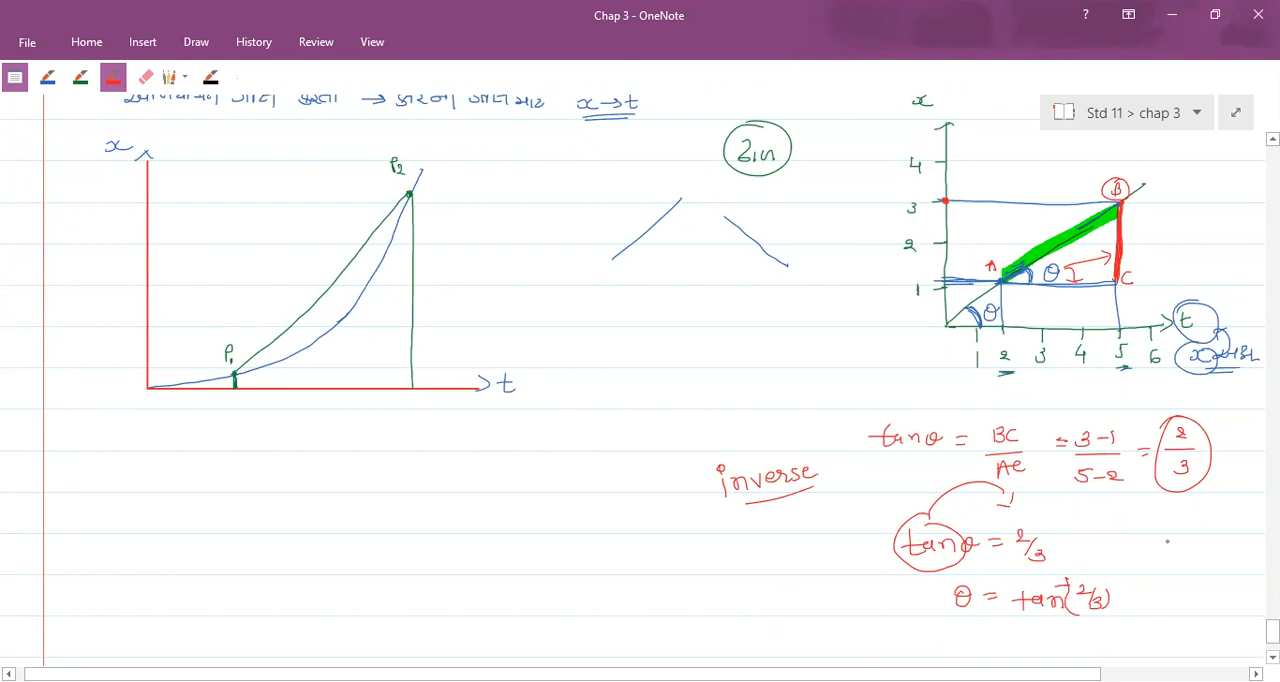 Chap 3 - OneNote
?
File Home Insert Draw History Review View
Std 11 > chap 3
x → t
x
P2
P1
t
x
4
3
2
1
A
B
C
θ
θ
t
1 2 3 4 5 6
x
inverse
tanθ = BC/AC = 3-1/5-2 = 2/3
-1
tanθ = 2/3
θ = tan⁻¹(2/3)